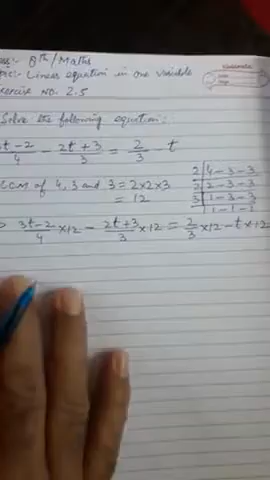 8th/Maths
Linear equation in one variable
Exercise NO. 2.5
Solve the following equation:
3t-2/4 - 2t+3/3 = 2/3 - t
LCM of 4, 3 and 3 = 2×2×3
= 12
2 | 4 - 3 - 3
2 | 2 - 3 - 3
3 | 1 - 3 - 3
1 - 1 - 1
3t-2/4 ×12 - 2t+3/3 ×12 = 2/3 ×12 - t×12